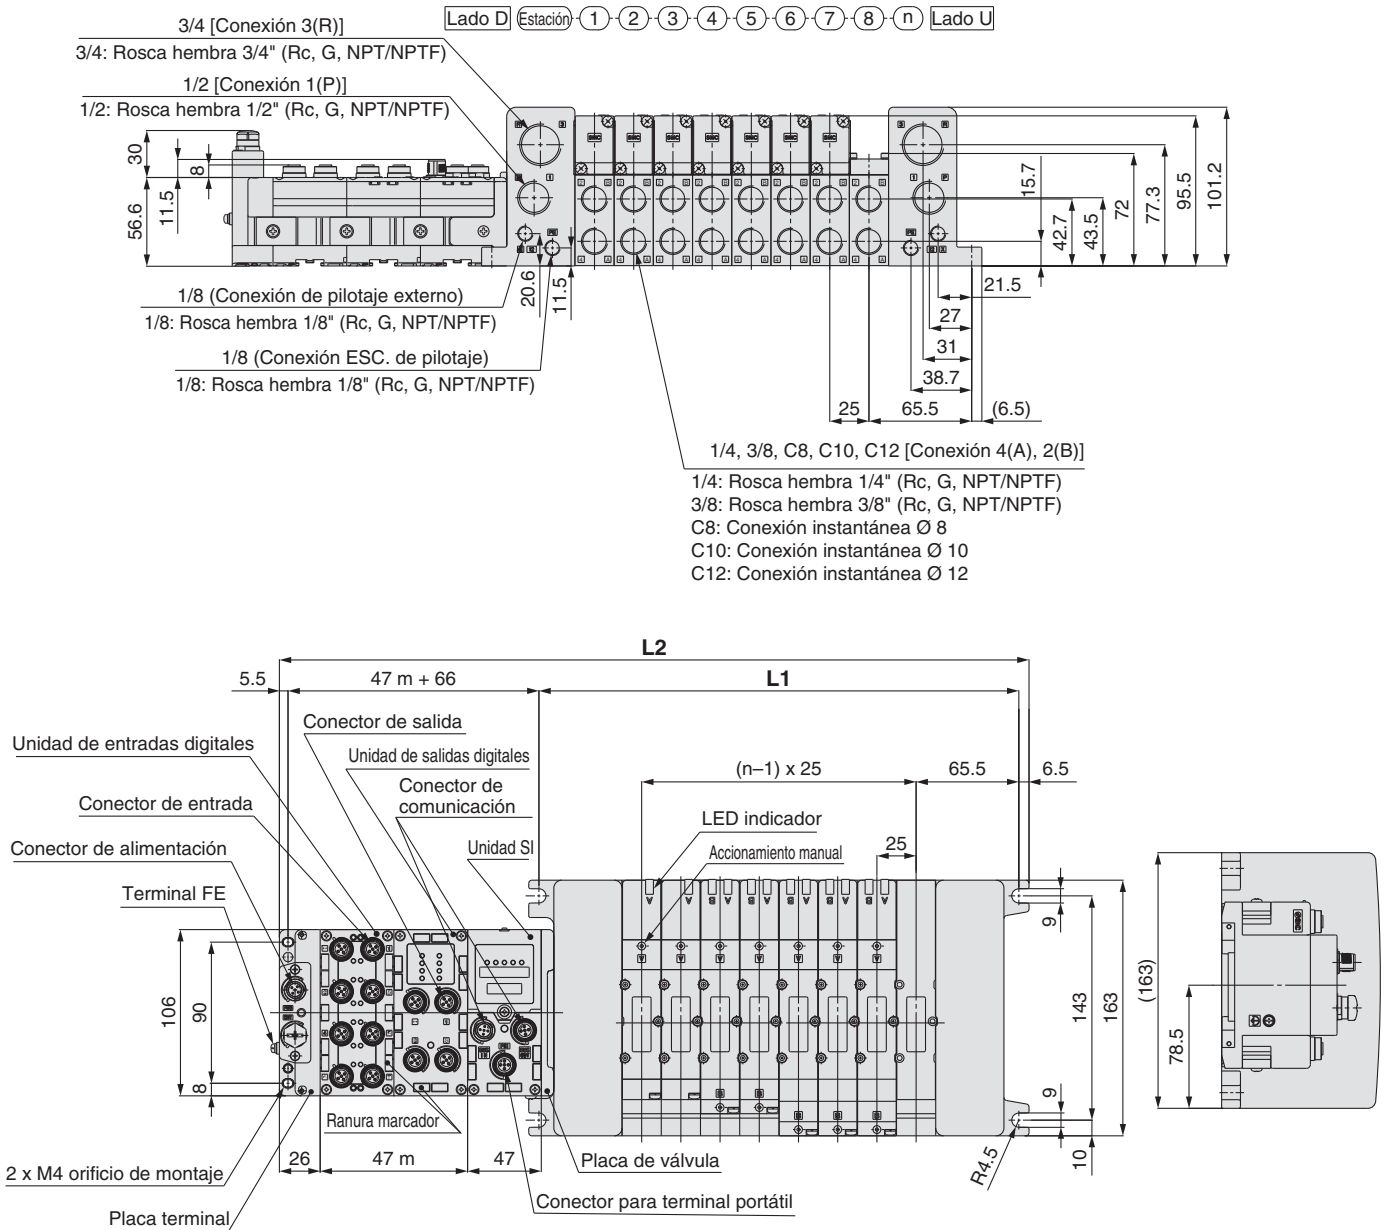 Lado D Estación 1 2 3 4 5 6 7 8 n Lado U
3/4 [Conexión 3(R)]
3/4: Rosca hembra 3/4" (Rc, G, NPT/NPTF)
1/2 [Conexión 1(P)]
1/2: Rosca hembra 1/2" (Rc, G, NPT/NPTF)
30
8
11.5
56.6
15.7
42.7
43.5
72
77.3
95.5
101.2
20.6
11.5
21.5
27
31
38.7
25
65.5
(6.5)
1/8 (Conexión de pilotaje externo)
1/8: Rosca hembra 1/8" (Rc, G, NPT/NPTF)
1/8 (Conexión ESC. de pilotaje)
1/8: Rosca hembra 1/8" (Rc, G, NPT/NPTF)
1/4, 3/8, C8, C10, C12 [Conexión 4(A), 2(B)]
1/4: Rosca hembra 1/4" (Rc, G, NPT/NPTF)
3/8: Rosca hembra 3/8" (Rc, G, NPT/NPTF)
C8: Conexión instantánea Ø 8
C10: Conexión instantánea Ø 10
C12: Conexión instantánea Ø 12
L2
5.5
47 m + 66
L1
Conector de salida
Unidad de entradas digitales
Unidad de salidas digitales
(n–1) x 25
65.5
6.5
Conector de entrada
Conector de
comunicación
LED indicador
Conector de alimentación
Unidad SI
Accionamiento manual
25
Terminal FE
9
106
90
8
143
163
(163)
78.5
9
10
R4.5
Ranura marcador
26
47 m
47
Placa de válvula
2 x M4 orificio de montaje
Conector para terminal portátil
Placa terminal